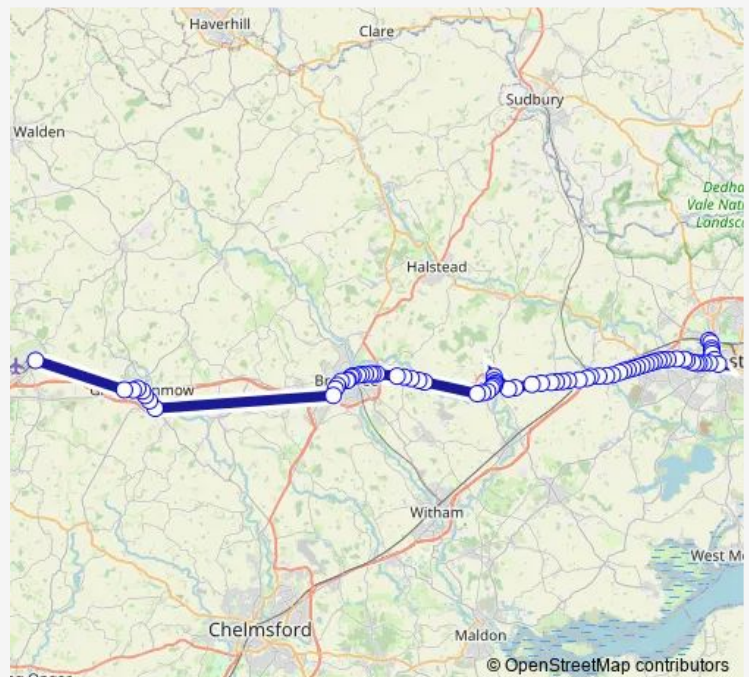 Haverhill
Clare
Sudbury
Walden
Dedha
Vale Nat
Landsc
Halstead
Witham
West M
Chelmsford
Maldon
© OpenStreetMap contributors